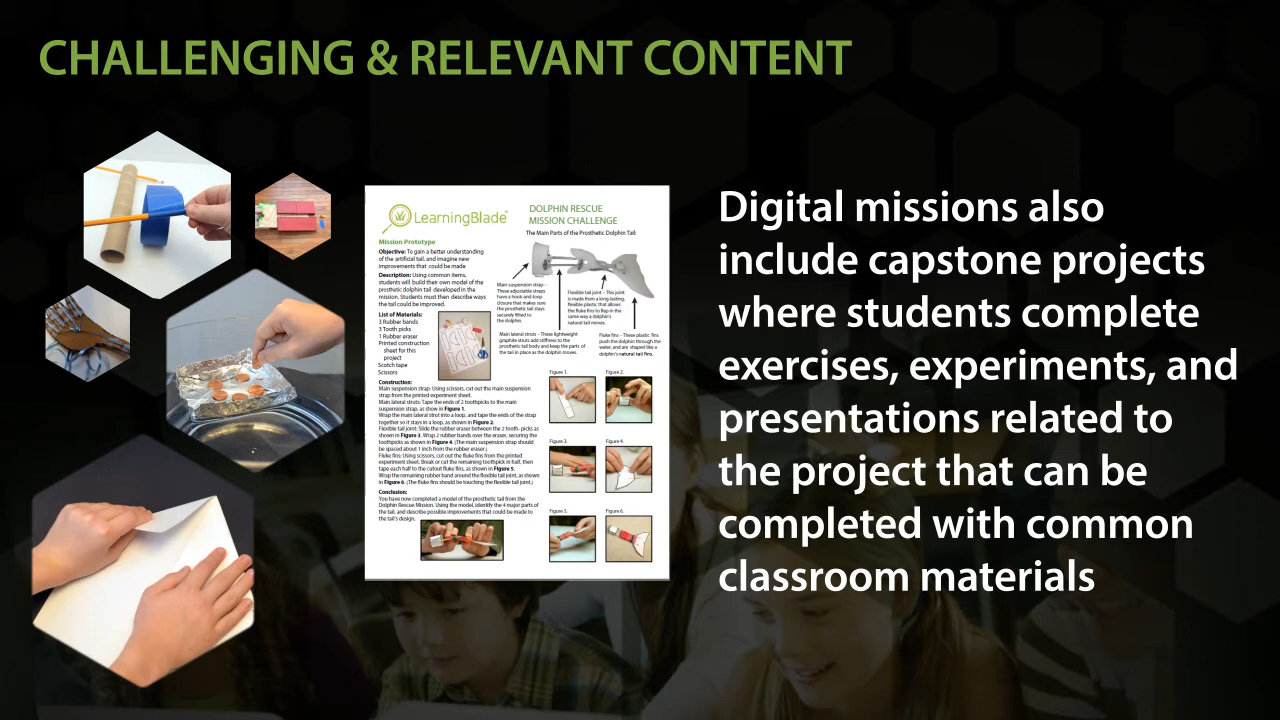 CHALLENGING & RELEVANT CONTENT
LearningBlade
DOLPHIN RESCUE
MISSION CHALLENGE
The Main Parts of the Prosthetic Dolphin Tail:
Mission Prototype
Objective: To gain a better understanding
of the artificial tail, and imagine new
improvements that could be made
Description: Using common items,
students will build their own model of the
prosthetic dolphin tail developed in the
mission. Students must then describe ways
the tail could be improved.
List of Materials:
3 Rubber bands
3 Tooth picks
1 Rubber eraser
Printed construction
sheet for this
project
Scotch tape
Scissors
Main suspension strap -
These adjustable straps
have a hook-and-loop
closure that makes sure
the prosthetic tail stays
securely fitted to
the dolphin.
Flexible tail joint - This joint
is made from a long-lasting,
flexible plastic that allows
the fluke fins to flap in the
same way a dolphin's
natural tail moves.
Main lateral struts - These lightweight
graphite struts add stiffness to the
prosthetic tail body and keep the parts of
the tail in place as the dolphin moves.
Fluke fins - These plastic fins
push the dolphin through the
water, and are shaped like a
dolphin's natural tail fins.
Construction:
Main suspension strap: Using scissors, cut out the main suspension
strap from the printed experiment sheet.
Main lateral struts: Tape the ends of 2 toothpicks to the main
suspension strap, as show in Figure 1.
Wrap the main lateral strut into a loop, and tape the ends of the strap
together so it stays in a loop, as shown in Figure 2.
Flexible tail joint: Slide the rubber eraser between the 2 tooth- picks as
shown in Figure 3. Wrap 2 rubber bands over the eraser, securing the
toothpicks as shown in Figure 4. (The main suspension strap should
be spaced about 1 inch from the rubber eraser.)
Fluke fins: Using scissors, cut out the fluke fins from the printed
experiment sheet. Break or cut the remaining toothpick in half, then
tape each half to the cutout fluke fins, as shown in Figure 5.
Wrap the remaining rubber band around the flexible tail joint, as shown
in Figure 6. (The fluke fins should be touching the flexible tail joint.)
Conclusion:
You have now completed a model of the prosthetic tail from the
Dolphin Rescue Mission. Using the model, identify the 4 major parts of
the tail, and describe possible improvements that could be made to
the tail's design.
Figure 1.
Figure 2.
Figure 3.
Figure 4.
Figure 5.
Figure 6.
Digital missions also
include capstone projects
where students complete
exercises, experiments, and
presentations related to
the project that can be
completed with common
classroom materials